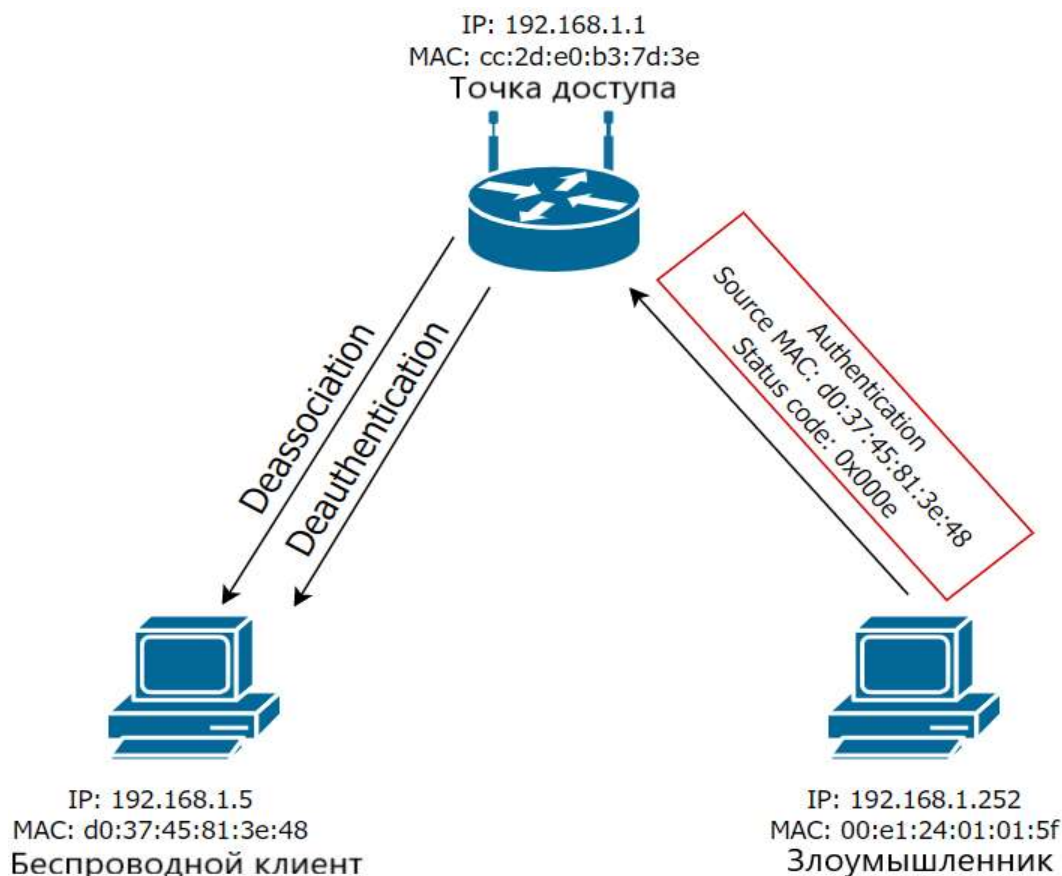 IP: 192.168.1.1
MAC: cc:2d:e0:b3:7d:3e
Точка доступа
Deassociation
Deauthentication
Authentication
Source MAC: d0:37:45:81:3e:48
Status code: 0x000e
IP: 192.168.1.5
MAC: d0:37:45:81:3e:48
Беспроводной клиент
IP: 192.168.1.252
MAC: 00:e1:24:01:01:5f
Злоумышленник